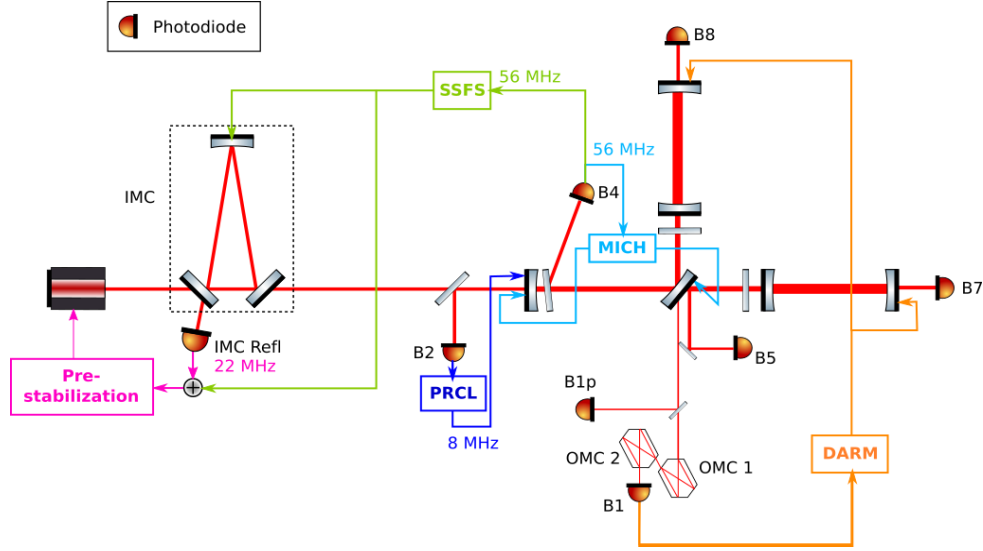 Photodiode
B8
SSFS
56 MHz
56 MHz
IMC
B4
MICH
B7
IMC Refl
22 MHz
B2
B5
Pre-
stabilization
PRCL
B1p
8 MHz
OMC 2
OMC 1
DARM
B1